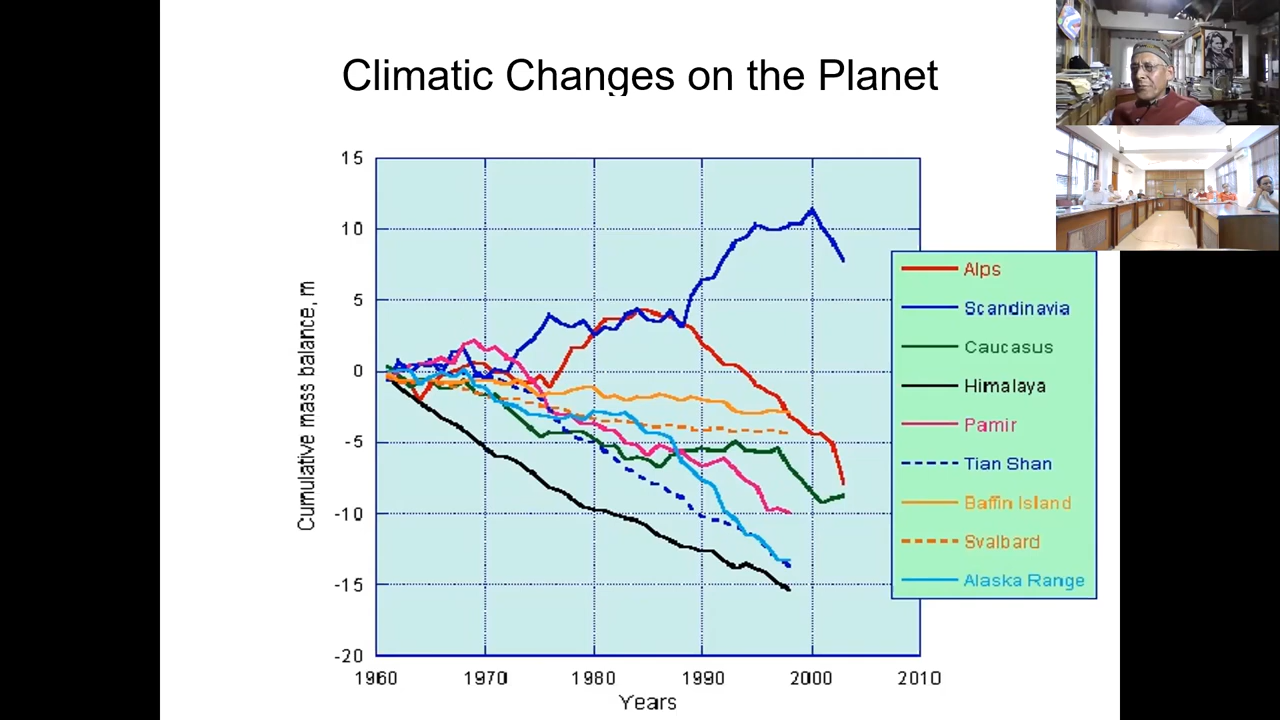 Climatic Changes on the Planet
15
10
5
0
-5
-10
-15
-20
Cumulative mass balance, m
1960 1970 1980 1990 2000 2010
Years
Alps
Scandinavia
Caucasus
Himalaya
Pamir
Tian Shan
Baffin Island
Svalbard
Alaska Range